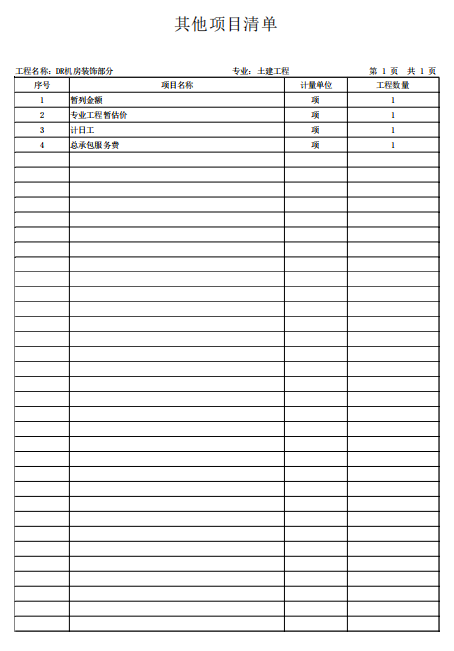 其他项目清单
工程名称：DR机房装饰部分 专业：土建工程 第 1 页 共 1 页
序号 项目名称 计量单位 工程数量
1 暂列金额 项 1
2 专业工程暂估价 项 1
3 计日工 项 1
4 总承包服务费 项 1